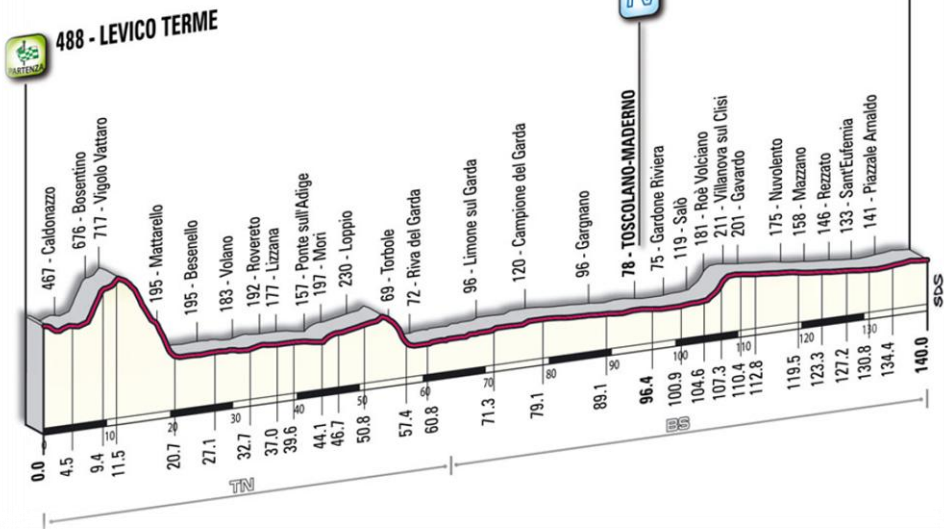 488 - LEVICO TERME
PARTENZA
467 - Caldonazzo
676 - Bosentino
717 - Vigolo Vattaro
195 - Mattarello
195 - Besenello
183 - Volano
192 - Rovereto
177 - Lizzana
157 - Ponte sull'Adige
197 - Mori
230 - Loppio
69 - Torbole
72 - Riva del Garda
96 - Limone sul Garda
120 - Campione del Garda
96 - Gargnano
78 - TOSCOLANO-MADERNO
75 - Gardone Riviera
119 - Salò
181 - Roè Volciano
211 - Villanova sul Clisi
201 - Gavardo
175 - Nuvolento
158 - Mazzano
146 - Rezzato
133 - Sant'Eufemia
141 - Piazzale Arnaldo
SDS
0
10
20
30
40
50
60
70
80
90
100
110
120
130
0.0
4.5
9.4
11.5
20.7
27.1
32.7
37.0
39.6
44.1
46.7
50.8
57.4
60.8
71.3
79.1
89.1
96.4
100.9
104.6
107.3
110.4
112.8
119.5
123.3
127.2
130.8
134.4
140.0
TN
BS